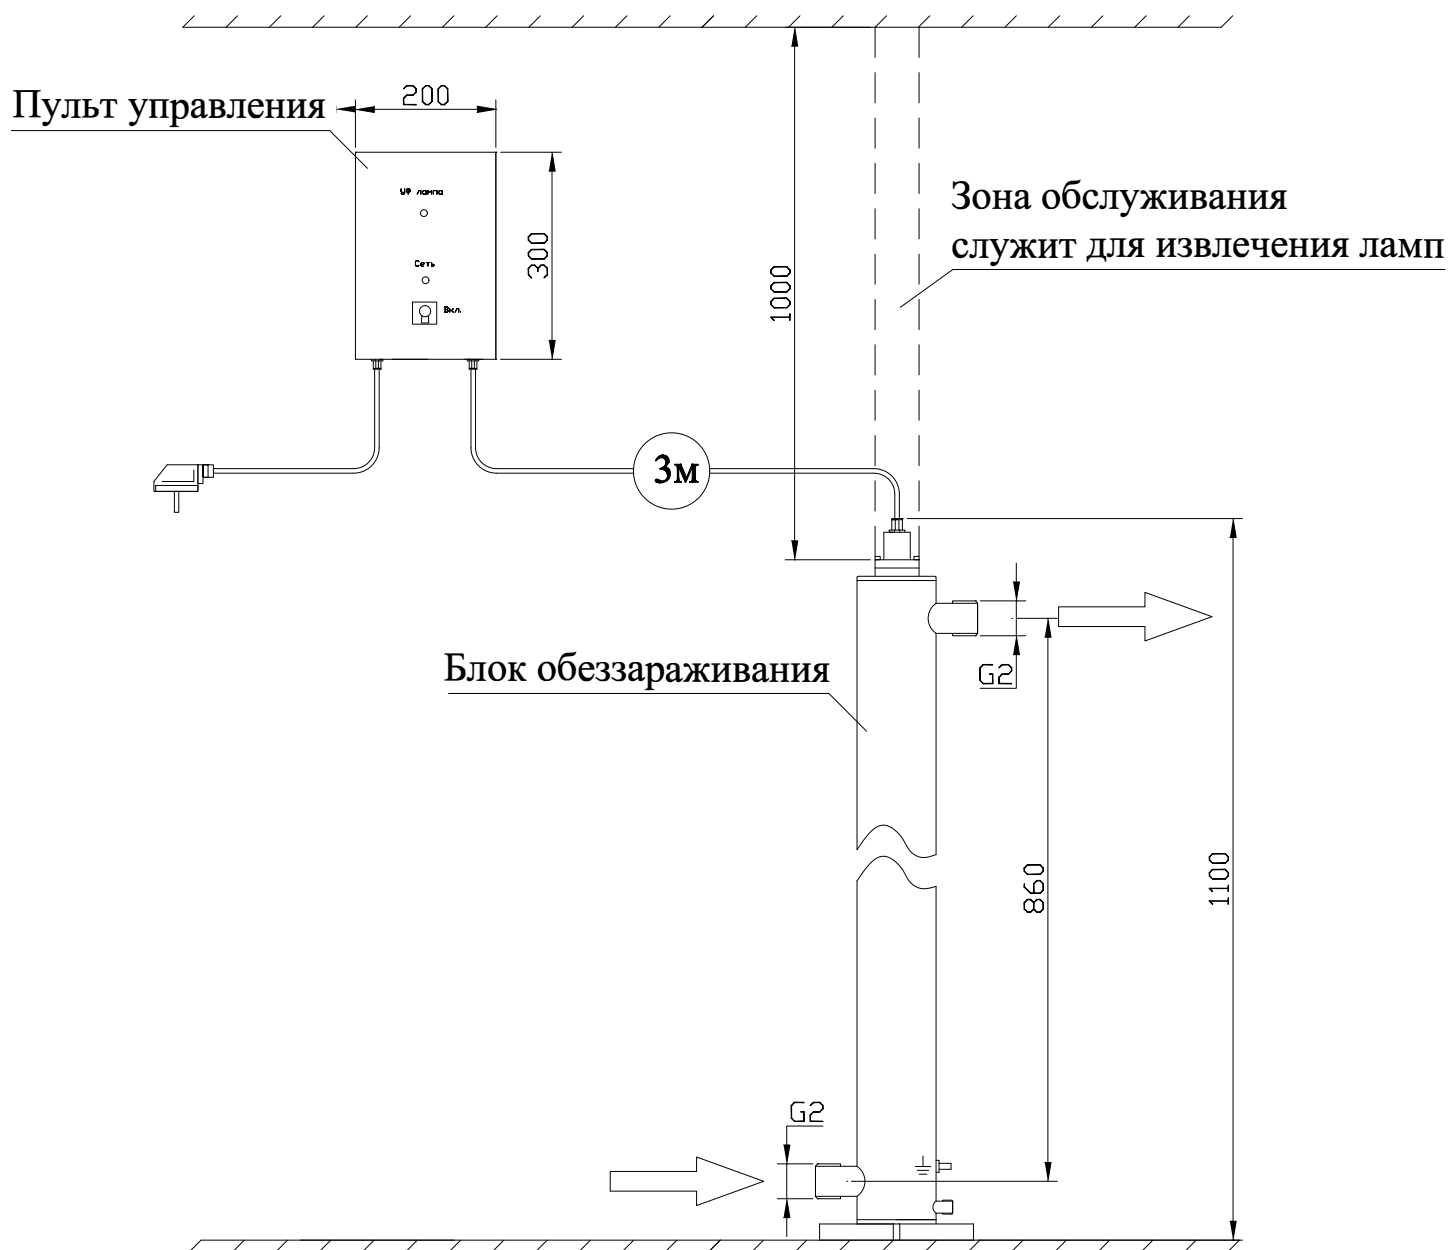 Пульт управления
200
УФ лампа
300
Сеть
Вкл.
Зона обслуживания
служит для извлечения ламп
1000
3м
G2
Блок обеззараживания
860
1100
G2